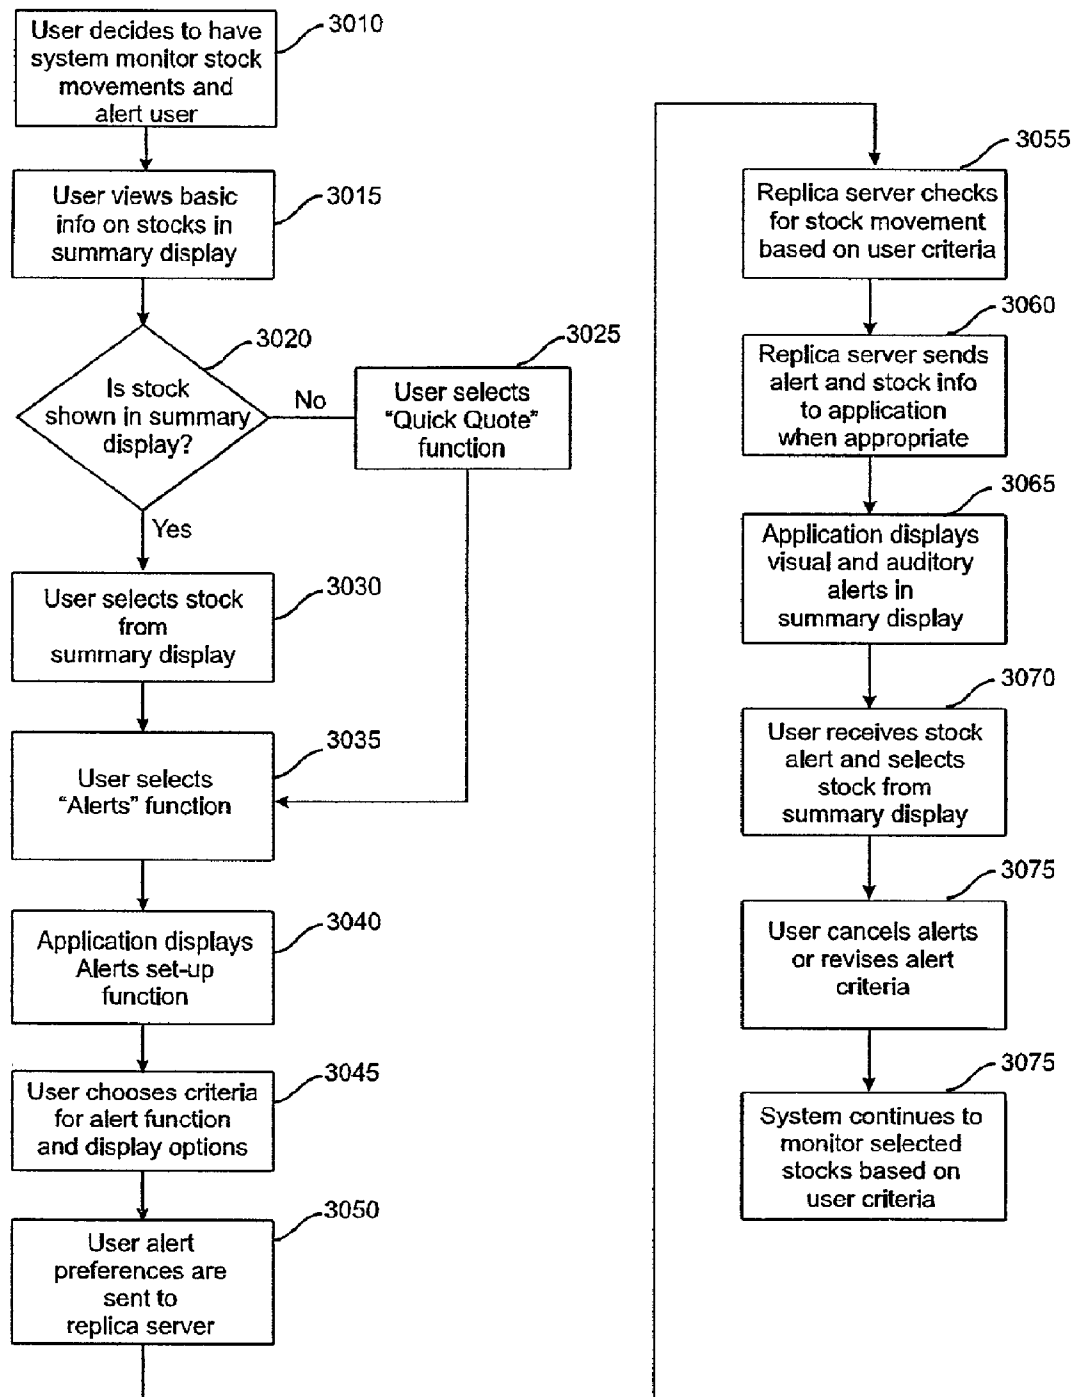 3010
User decides to have
system monitor stock
movements and
alert user
3015
User views basic
info on stocks in
summary display
3020
Is stock
shown in summary
display?
No
3025
User selects
“Quick Quote”
function
Yes
3030
User selects stock
from
summary display
3035
User selects
“Alerts” function
3040
Application displays
Alerts set-up
function
3045
User chooses criteria
for alert function
and display options
3050
User alert
preferences are
sent to
replica server
3055
Replica server checks
for stock movement
based on user criteria
3060
Replica server sends
alert and stock info
to application
when appropriate
3065
Application displays
visual and auditory
alerts in
summary display
3070
User receives stock
alert and selects
stock from
summary display
3075
User cancels alerts
or revises alert
criteria
3075
System continues to
monitor selected
stocks based on
user criteria